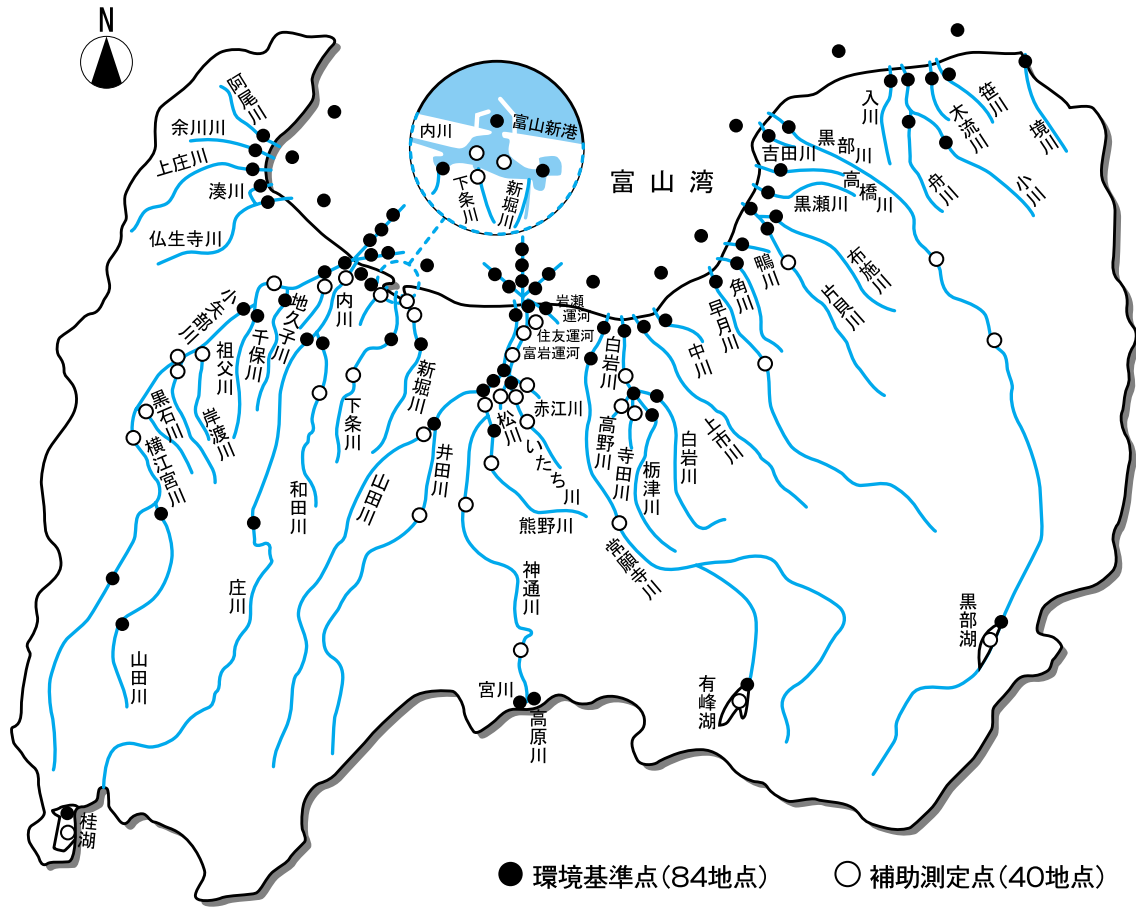 N
阿尾川
余川川
上庄川
湊川
仏生寺川
内川
富山新港
下条川
新堀川
富山湾
入川
木流川
笹川
境川
舟川
小川
吉田川
黒部川
高橋川
黒瀬川
布施川
片貝川
鴨川
角川
早月川
中川
上市川
白岩川
岩瀬運河
住友運河
富岩運河
小矢部川
地久子川
千保川
祖父川
岸渡川
黒石川
横江宮川
内川
新堀川
下条川
和田川
庄川
山田川
山田川
井田川
松川
赤江川
いたち川
熊野川
神通川
宮川
高原川
高野川
寺田川
栃津川
白岩川
常願寺川
有峰湖
黒部湖
桂湖
環境基準点(84地点)
補助測定点(40地点)